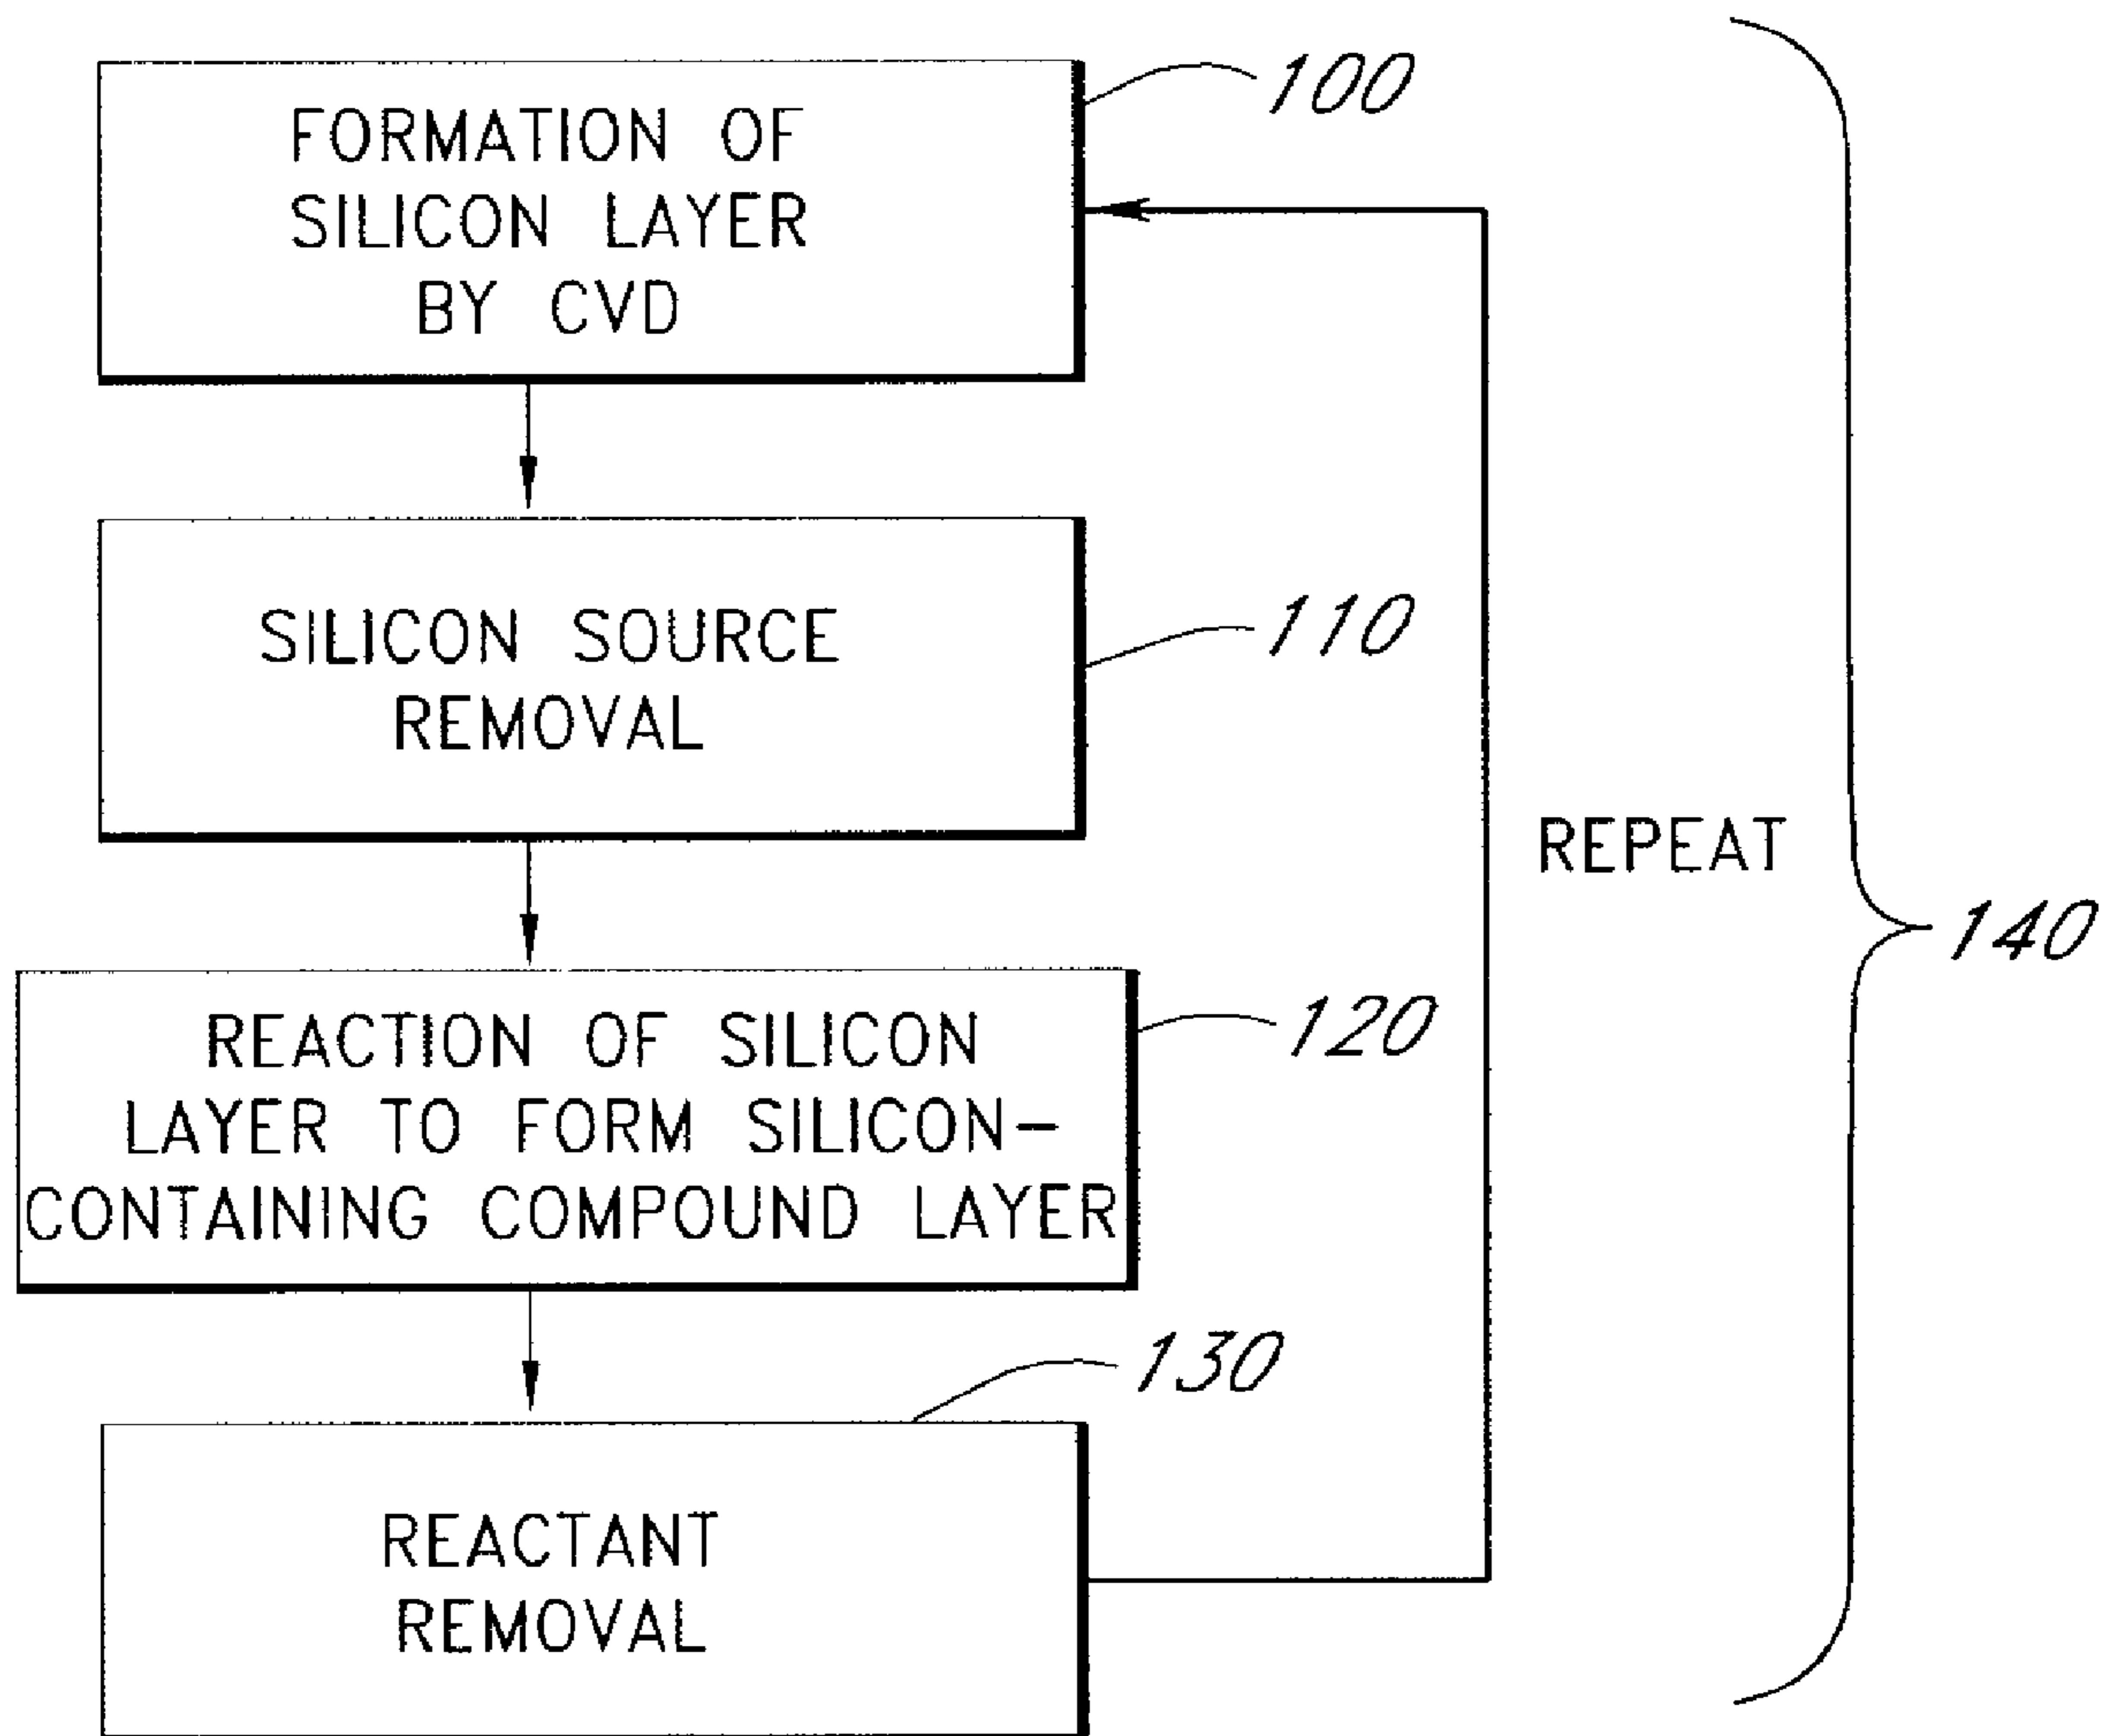 FORMATION OF
SILICON LAYER
BY CVD
100
SILICON SOURCE
REMOVAL
110
REPEAT
140
REACTION OF SILICON
LAYER TO FORM SILICON-
CONTAINING COMPOUND LAYER
120
REACTANT
REMOVAL
130